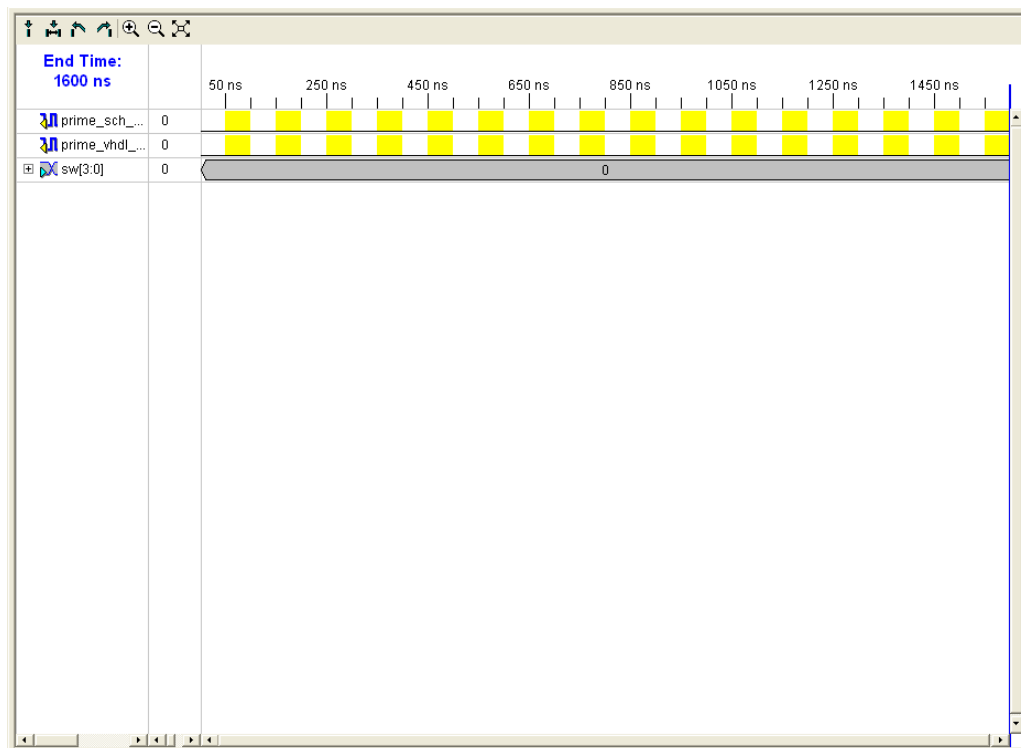 End Time:
1600 ns
50 ns 250 ns 450 ns 650 ns 850 ns 1050 ns 1250 ns 1450 ns
prime_sch_... 0
prime_vhdl_... 0
sw[3:0] 0 0